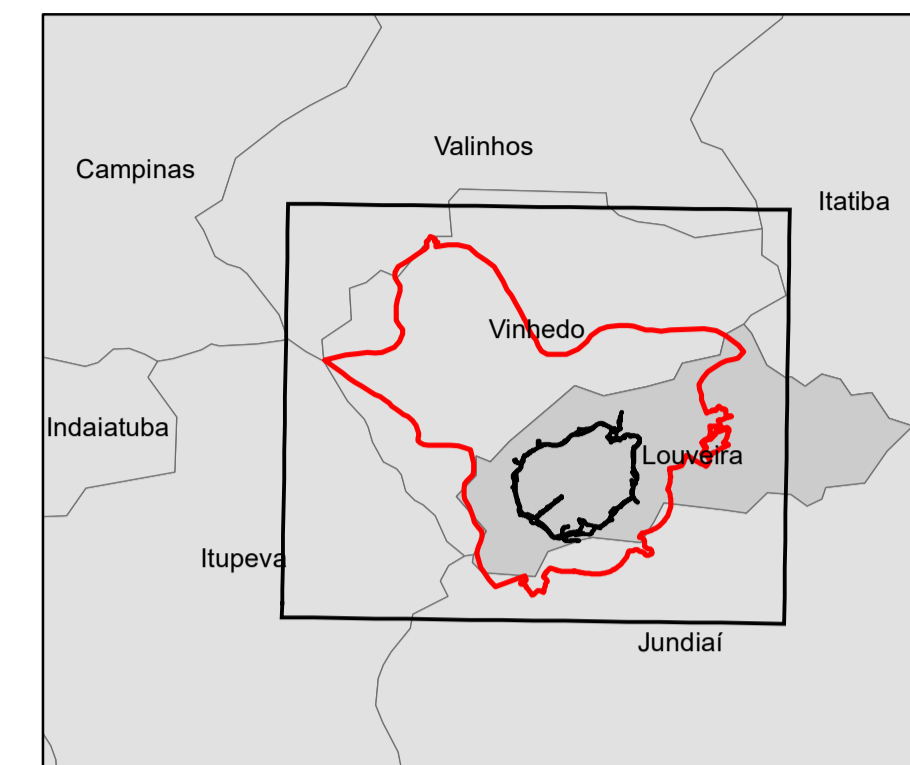 Valinhos
Campinas
Itatiba
Vinhedo
Indaiatuba
Louveira
Itupeva
Jundiaí